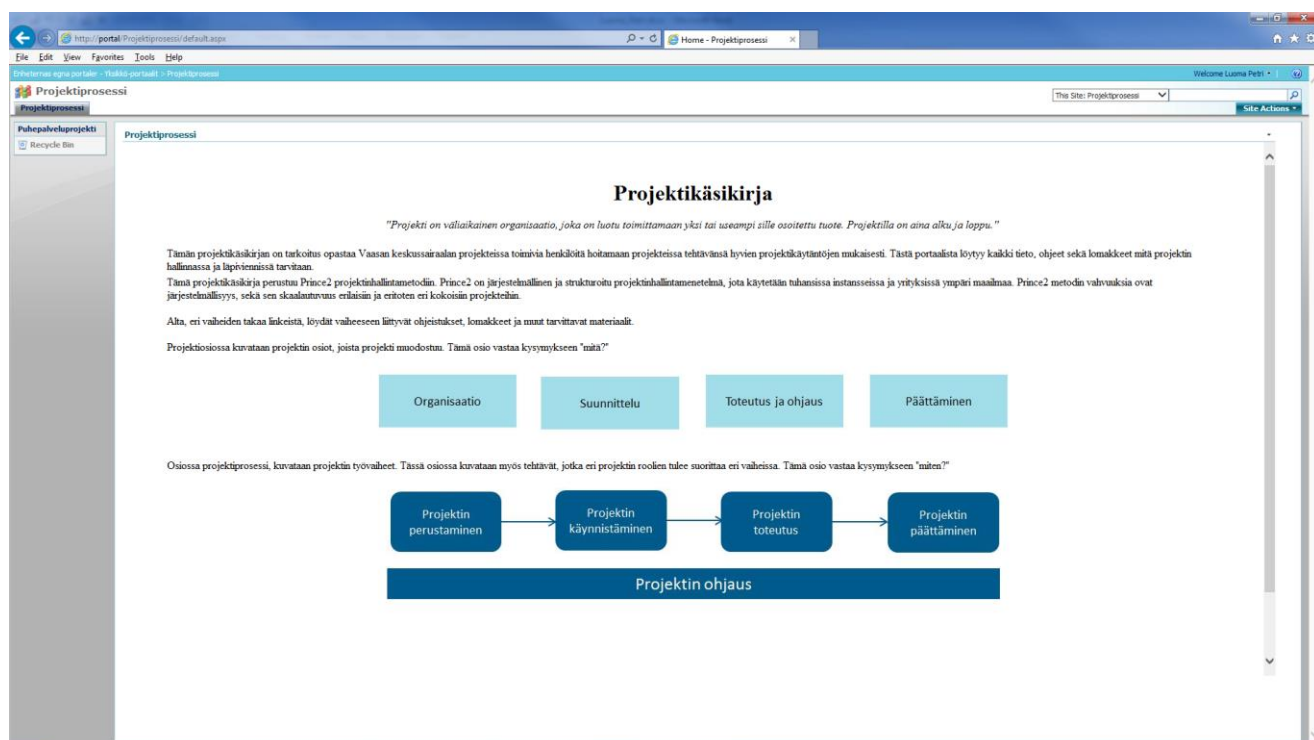 http://portal/Projektiprosessi/default.aspx
Home - Projektiprosessi
File Edit View Favorites Tools Help
Enheternas egna portaler - Yksikkö-portaalit > Projektiprosessi
Welcome Luoma Petri
Projektiprosessi
This Site: Projektiprosessi
Projektiprosessi
Site Actions
Puhepalveluprojekti
Recycle Bin
Projektiprosessi
Projektikäsikirja
"Projekti on väliaikainen organisaatio, joka on luotu toimittamaan yksi tai useampi sille osoitettu tuote. Projektilla on aina alku ja loppu."
Tämän projektikäsikirjan on tarkoitus opastaa Vaasan keskussairaalan projekteissa toimivia henkilöitä hoitamaan projekteissa tehtävänsä hyvien projektikäytäntöjen mukaisesti. Tästä portaalista löytyy kaikki tieto, ohjeet sekä lomakkeet mitä projektin
hallinnassa ja läpiviennissä tarvitaan.
Tämä projektikäsikirja perustuu Prince2 projektinhallintametodiin. Prince2 on järjestelmällinen ja strukturoitu projektinhallintamenetelmä, jota käytetään tuhansissa instansseissa ja yrityksissä ympäri maailmaa. Prince2 metodin vahvuuksia ovat
järjestelmällisyys, sekä sen skaalautuvuus erilaisiin ja eritoten eri kokoisiin projekteihin.
Alta, eri vaiheiden takaa linkeistä, löydät vaiheeseen liittyvät ohjeistukset, lomakkeet ja muut tarvittavat materiaalit.
Projektiosiossa kuvataan projektin osiot, joista projekti muodostuu. Tämä osio vastaa kysymykseen "mitä?"
Organisaatio
Suunnittelu
Toteutus ja ohjaus
Päättäminen
Osiossa projektiprosessi, kuvataan projektin työvaiheet. Tässä osiossa kuvataan myös tehtävät, jotka eri projektin roolien tulee suorittaa eri vaiheissa. Tämä osio vastaa kysymykseen "miten?"
Projektin
perustaminen
Projektin
käynnistäminen
Projektin
toteutus
Projektin
päättäminen
Projektin ohjaus